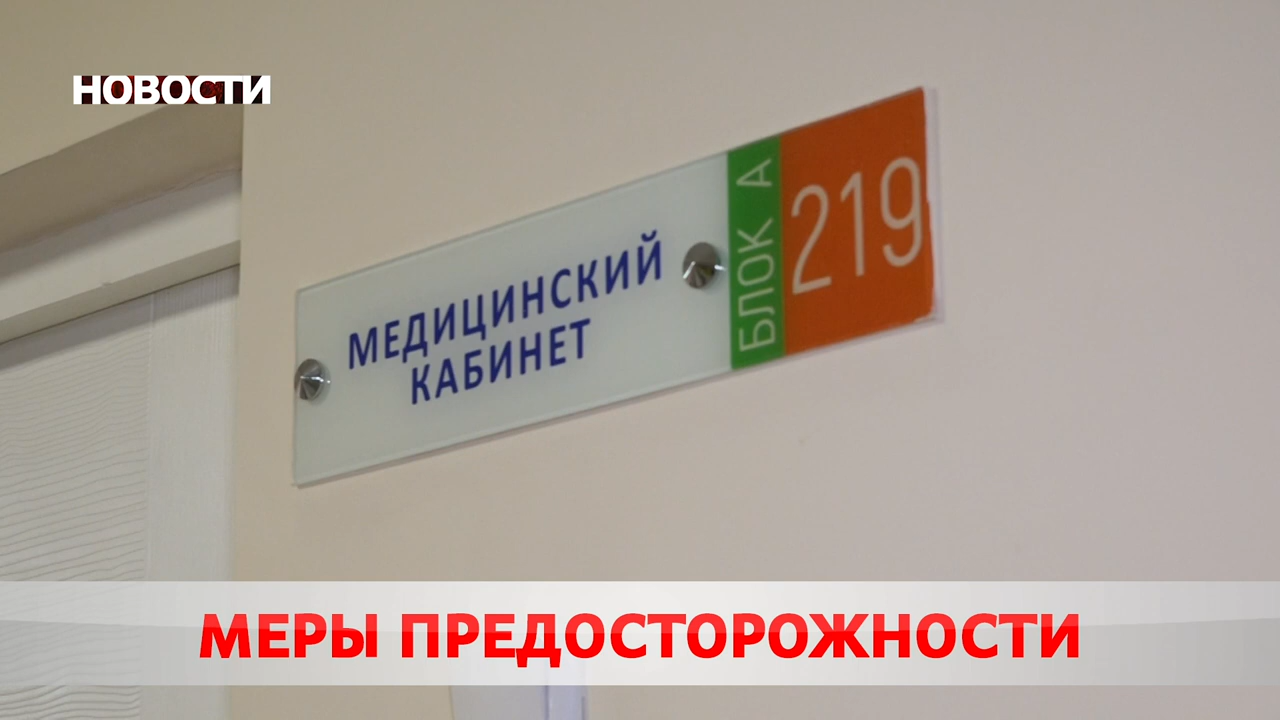 НОВОСТИ
МЕДИЦИНСКИЙ
КАБИНЕТ
БЛОК А
219
МЕРЫ ПРЕДОСТОРОЖНОСТИ